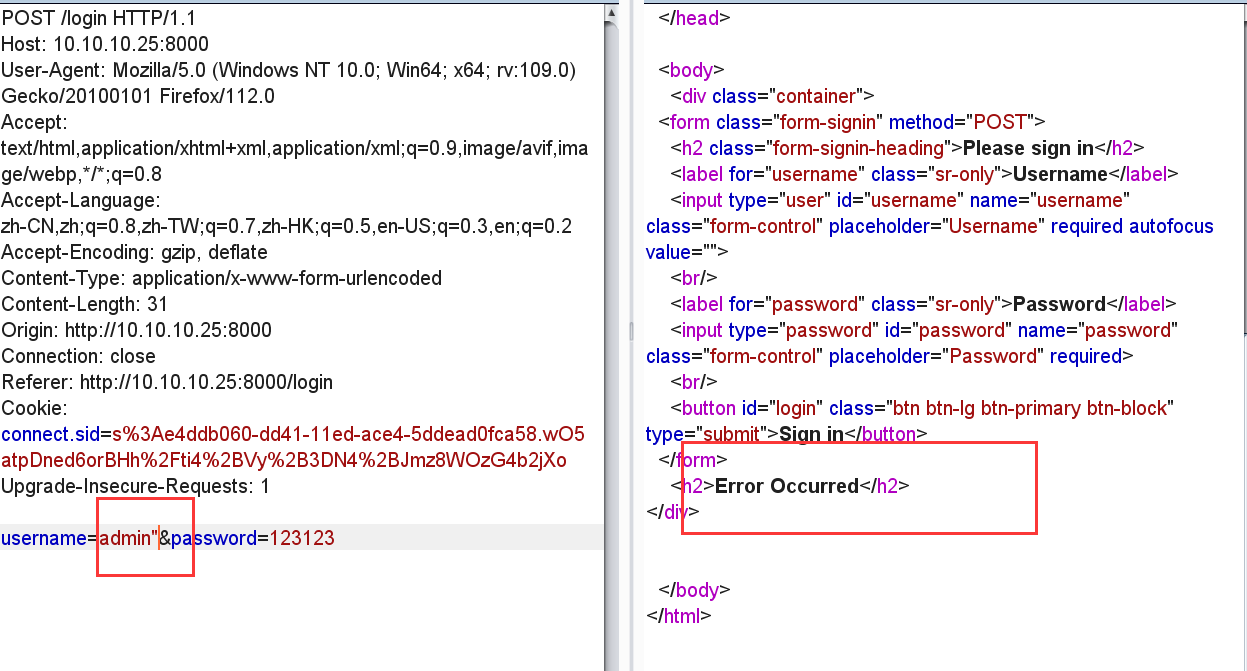 POST /login HTTP/1.1
Host: 10.10.10.25:8000
User-Agent: Mozilla/5.0 (Windows NT 10.0; Win64; x64; rv:109.0)
Gecko/20100101 Firefox/112.0
Accept:
text/html,application/xhtml+xml,application/xml;q=0.9,image/avif,ima
ge/webp,*/*;q=0.8
Accept-Language:
zh-CN,zh;q=0.8,zh-TW;q=0.7,zh-HK;q=0.5,en-US;q=0.3,en;q=0.2
Accept-Encoding: gzip, deflate
Content-Type: application/x-www-form-urlencoded
Content-Length: 31
Origin: http://10.10.10.25:8000
Connection: close
Referer: http://10.10.10.25:8000/login
Cookie:
connect.sid=s%3Ae4ddb060-dd41-11ed-ace4-5ddead0fca58.wO5
atpDned6orBHh%2Fti4%2BVy%2B3DN4%2BJmz8WOzG4b2jXo
Upgrade-Insecure-Requests: 1
username=admin"&password=123123
</head>
<body>
<div class="container">
<form class="form-signin" method="POST">
<h2 class="form-signin-heading">Please sign in</h2>
<label for="username" class="sr-only">Username</label>
<input type="user" id="username" name="username"
class="form-control" placeholder="Username" required autofocus
value="">
<br/>
<label for="password" class="sr-only">Password</label>
<input type="password" id="password" name="password"
class="form-control" placeholder="Password" required>
<br/>
<button id="login" class="btn btn-lg btn-primary btn-block"
type="submit">Sign in</button>
</form>
<h2>Error Occurred</h2>
</div>
</body>
</html>